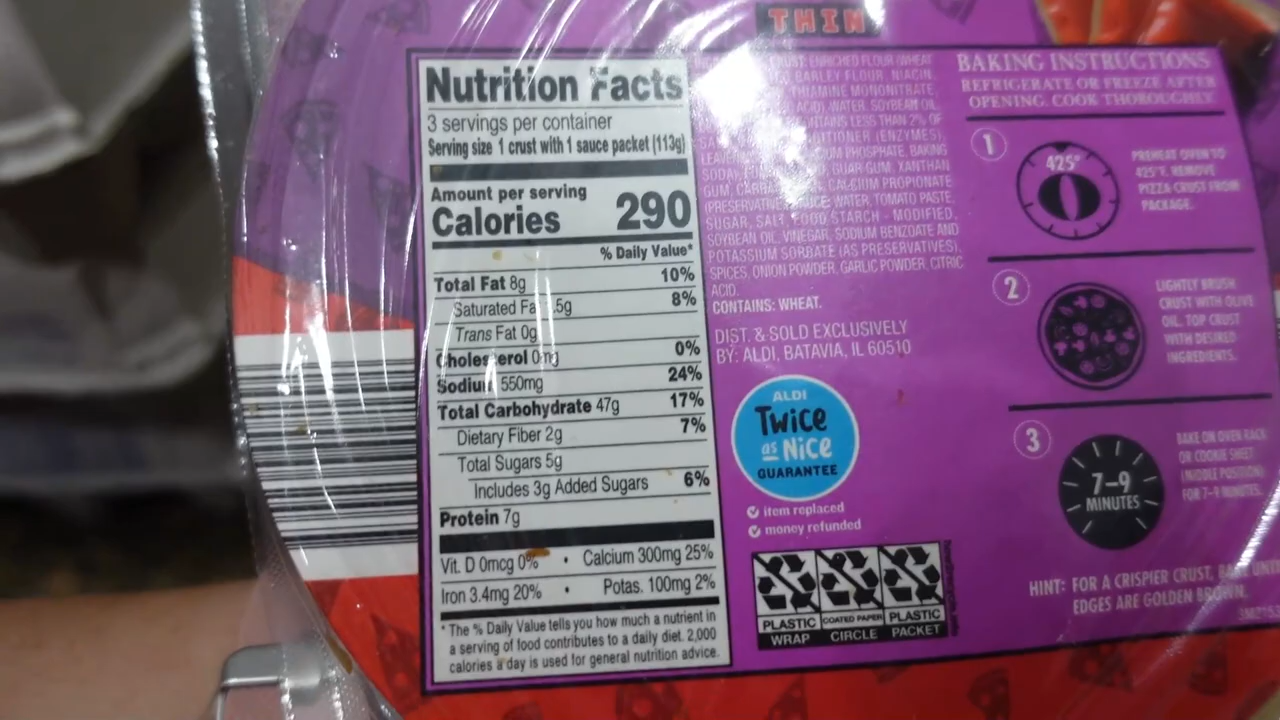 THIN
Nutrition Facts
3 servings per container
Serving size 1 crust with 1 sauce packet (113g)
Amount per serving
Calories 290
% Daily Value*
Total Fat 8g 10%
Saturated Fa .5g 8%
Trans Fat 0g
Cholesterol 0mg 0%
Sodium 550mg 24%
Total Carbohydrate 47g 17%
Dietary Fiber 2g 7%
Total Sugars 5g
Includes 3g Added Sugars 6%
Protein 7g
Vit. D 0mcg 0% • Calcium 300mg 25%
Iron 3.4mg 20% • Potas. 100mg 2%
* The % Daily Value tells you how much a nutrient in
a serving of food contributes to a daily diet. 2,000
calories a day is used for general nutrition advice.
ENRICHED FLOUR (WHEAT
BARLEY FLOUR, NIACIN,
THIAMINE MONONITRATE,
ACID), WATER, SOYBEAN OIL,
LESS THAN 2% OF
(ENZYMES),
PHOSPHATE, BAKING
SODA), GUAR GUM, XANTHAN
GUM, CALCIUM PROPIONATE
(PRESERVATIVE WATER, TOMATO PASTE,
SUGAR, SALT, FOOD STARCH - MODIFIED,
SOYBEAN OIL, VINEGAR, SODIUM BENZOATE AND
POTASSIUM SORBATE (AS PRESERVATIVES),
SPICES, ONION POWDER, GARLIC POWDER, CITRIC
ACID.
CONTAINS: WHEAT.
DIST. & SOLD EXCLUSIVELY
BY: ALDI, BATAVIA, IL 60510
ALDI
Twice
as Nice
GUARANTEE
item replaced
money refunded
PLASTIC COATED PAPER PLASTIC
WRAP CIRCLE PACKET
BAKING INSTRUCTIONS
REFRIGERATE OR FREEZE AFTER
OPENING. COOK THOROUGHLY.
1
425°
PREHEAT OVEN TO
425°F. REMOVE
PIZZA CRUST FROM
PACKAGE.
2
LIGHTLY BRUSH
CRUST WITH OLIVE
OIL. TOP CRUST
WITH DESIRED
INGREDIENTS.
3
7-9
MINUTES
BAKE ON OVEN RACK
OR COOKIE SHEET
(MIDDLE POSITION)
FOR 7-9 MINUTES.
HINT: FOR A CRISPIER CRUST, BAKE UNTI
EDGES ARE GOLDEN BROWN.